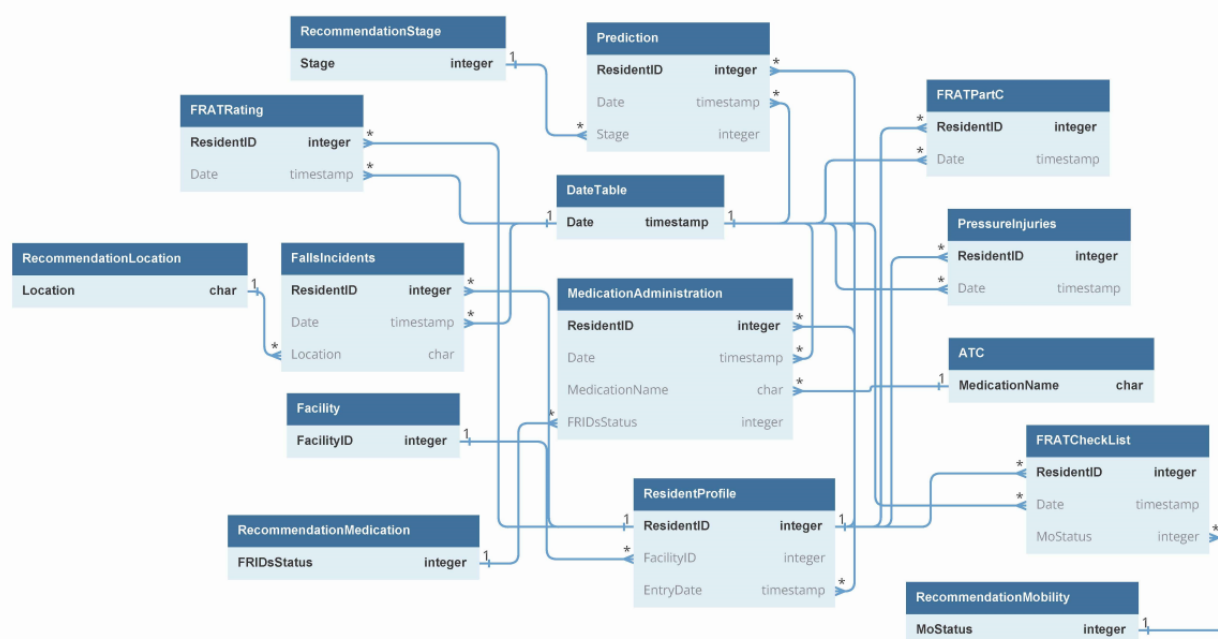 RecommendationStage
Stage integer
Prediction
ResidentID integer
Date timestamp
Stage integer
FRATRating
ResidentID integer
Date timestamp
FRATPartC
ResidentID integer
Date timestamp
DateTable
Date timestamp
PressureInjuries
ResidentID integer
Date timestamp
RecommendationLocation
Location char
FallsIncidents
ResidentID integer
Date timestamp
Location char
MedicationAdministration
ResidentID integer
Date timestamp
MedicationName char
FRIDsStatus integer
ATC
MedicationName char
Facility
FacilityID integer
FRATCheckList
ResidentID integer
Date timestamp
MoStatus integer
ResidentProfile
ResidentID integer
FacilityID integer
EntryDate timestamp
RecommendationMedication
FRIDsStatus integer
RecommendationMobility
MoStatus integer
1
*
*
*
*
*
*
*
1
1
*
*
1
*
*
*
*
*
*
1
*
1
*
*
*
1
1
1
*
*
1